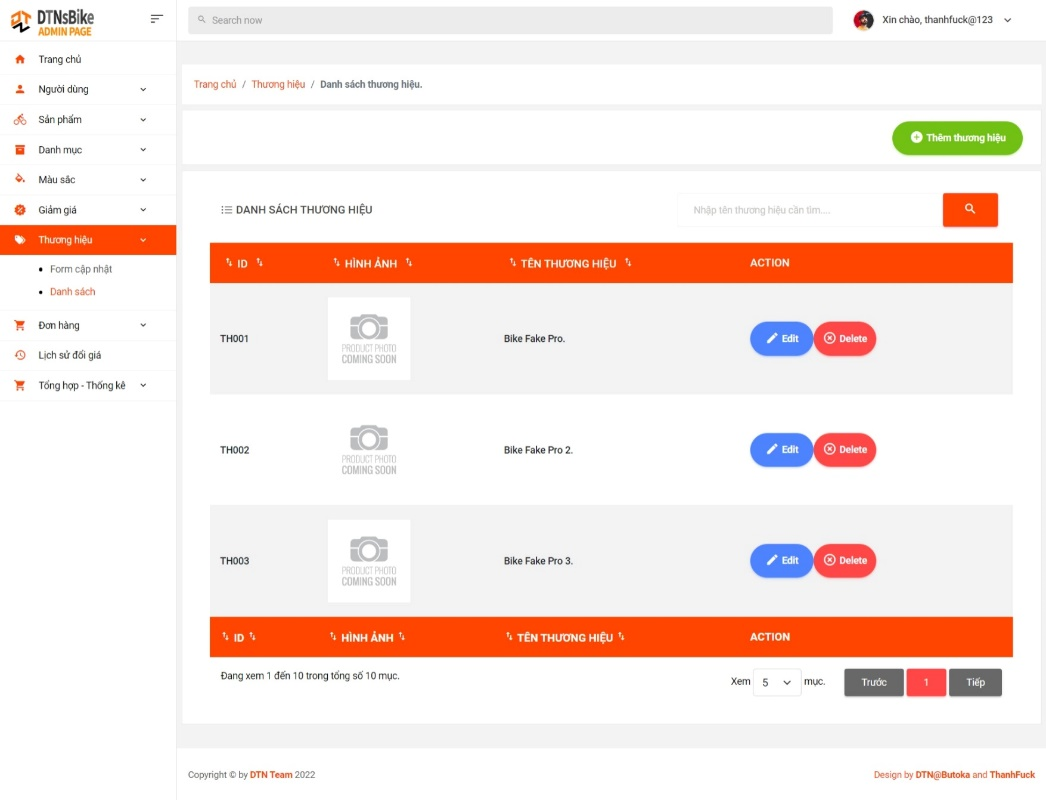 DTNsBike
ADMIN PAGE
Search now
Xin chào, thanhfuck@123
Trang chủ
Người dùng
Sản phẩm
Danh mục
Màu sắc
Giảm giá
Thương hiệu
Form cập nhật
Danh sách
Đơn hàng
Lịch sử đổi giá
Tổng hợp - Thống kê
Trang chủ / Thương hiệu / Danh sách thương hiệu.
Thêm thương hiệu
DANH SÁCH THƯƠNG HIỆU
Nhập tên thương hiệu cần tìm....
ID HÌNH ẢNH TÊN THƯƠNG HIỆU ACTION
PRODUCT PHOTO
COMING SOON
TH001 Bike Fake Pro. Edit Delete
PRODUCT PHOTO
COMING SOON
TH002 Bike Fake Pro 2. Edit Delete
PRODUCT PHOTO
COMING SOON
TH003 Bike Fake Pro 3. Edit Delete
ID HÌNH ẢNH TÊN THƯƠNG HIỆU ACTION
Đang xem 1 đến 10 trong tổng số 10 mục.
Xem 5 mục. Trước 1 Tiếp
Copyright © by DTN Team 2022
Design by DTN@Butoka and ThanhFuck